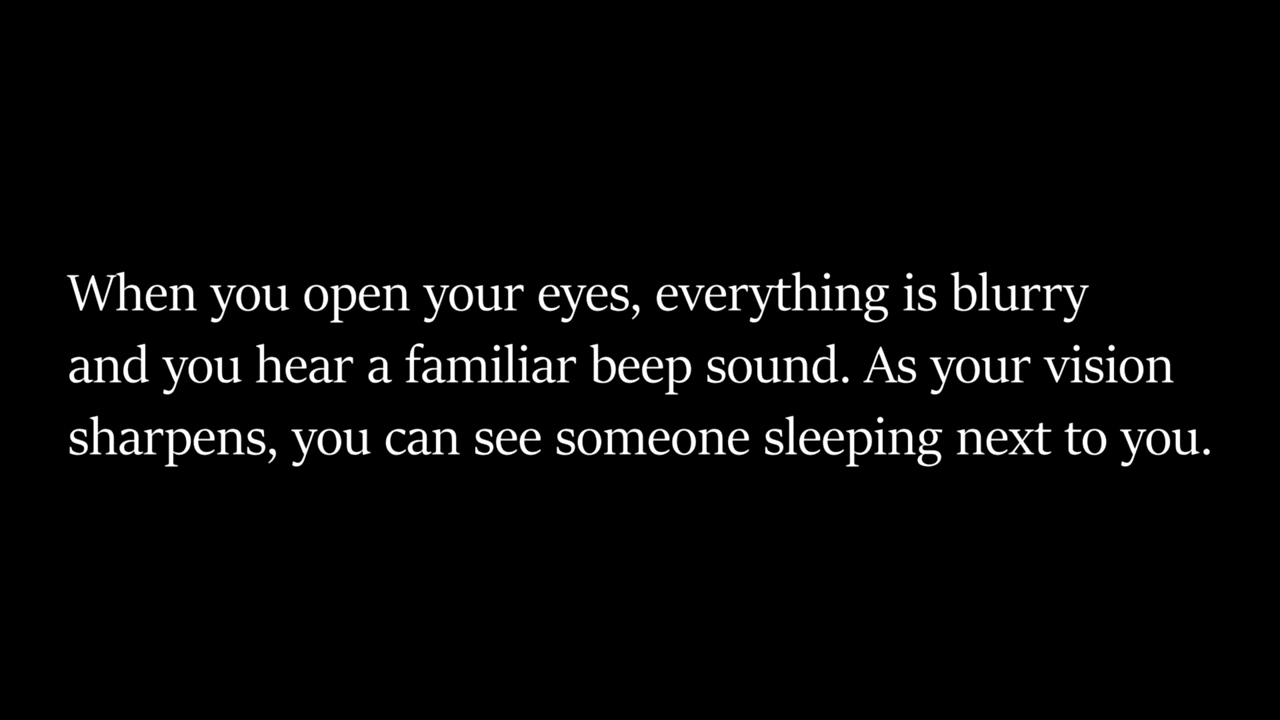 When you open your eyes, everything is blurry
and you hear a familiar beep sound. As your vision
sharpens, you can see someone sleeping next to you.